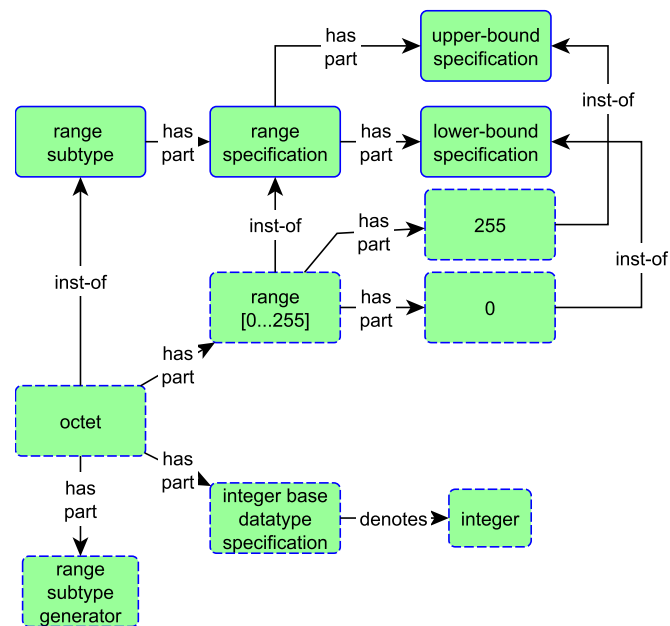 has
part
upper-bound
specification
inst-of
range
subtype
has
part
range
specification
has
part
lower-bound
specification
inst-of
has
part
255
inst-of
inst-of
range
[0...255]
has
part
0
has
part
octet
has
part
has
part
integer base
datatype
specification
denotes
integer
range
subtype
generator